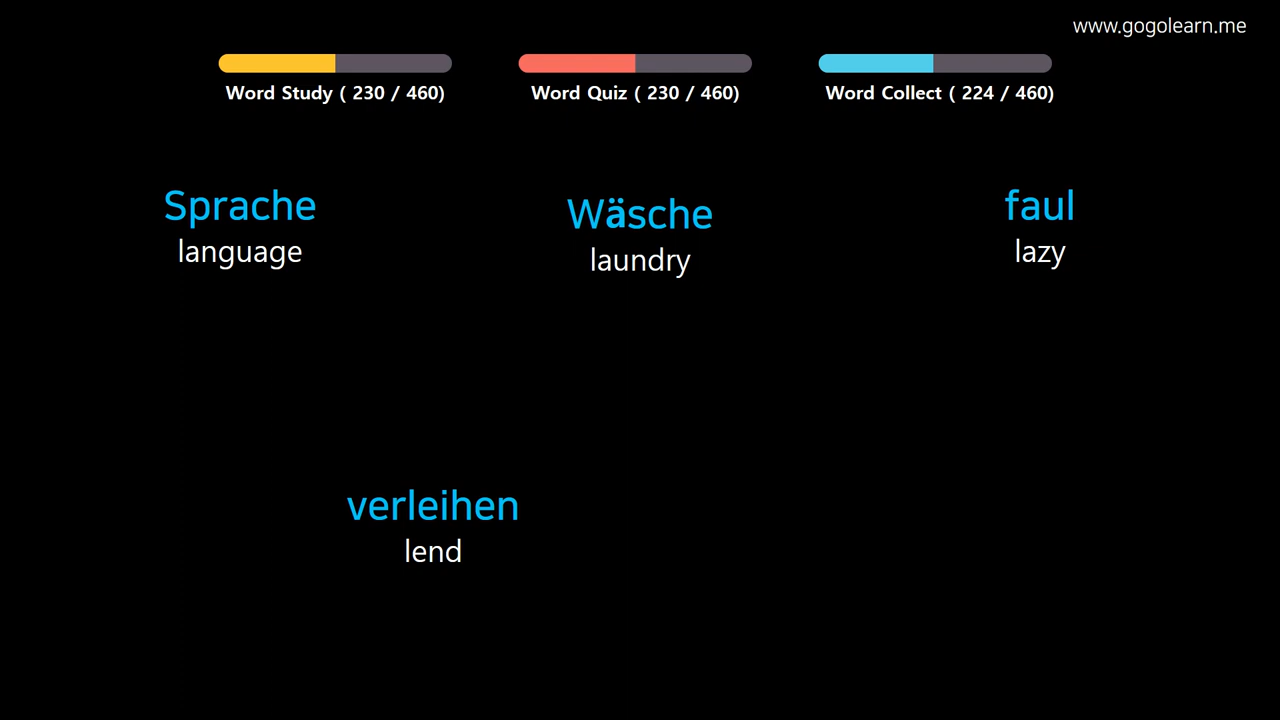 www.gogolearn.me
Word Study ( 230 / 460)
Word Quiz ( 230 / 460)
Word Collect ( 224 / 460)
Sprache
language
Wäsche
laundry
faul
lazy
verleihen
lend